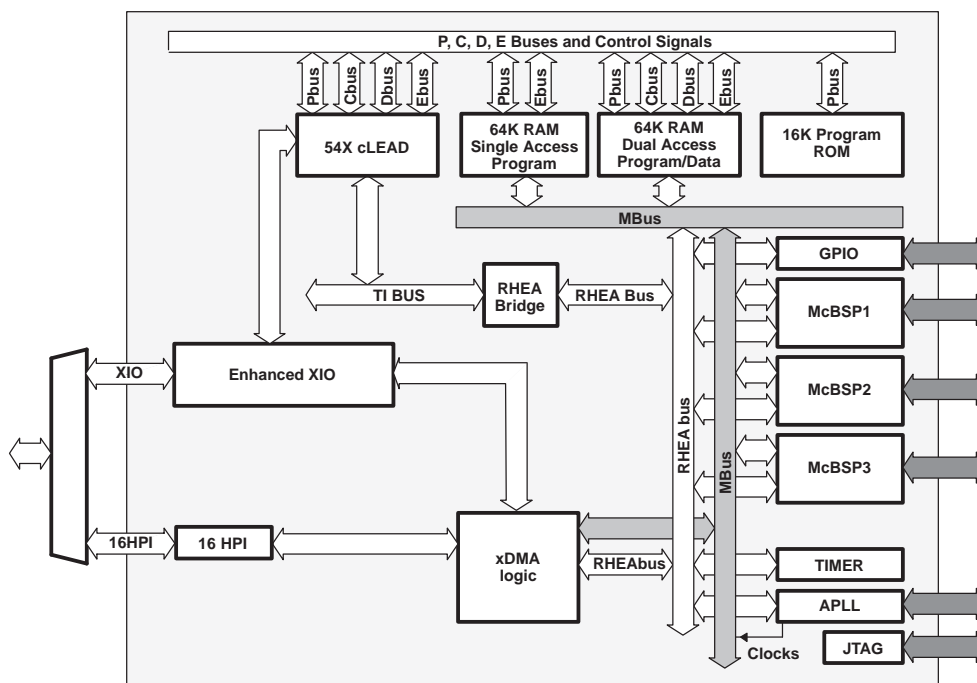 P, C, D, E Buses and Control Signals
Pbus
Cbus
Dbus
Ebus
Pbus
Ebus
Pbus
Cbus
Dbus
Ebus
Pbus
54X cLEAD
64K RAM
Single Access
Program
64K RAM
Dual Access
Program/Data
16K Program
ROM
MBus
GPIO
TI BUS
RHEA
Bridge
RHEA Bus
McBSP1
XIO
Enhanced XIO
McBSP2
RHEA bus
MBus
McBSP3
16HPI
16 HPI
xDMA
logic
RHEAbus
TIMER
APLL
Clocks
JTAG